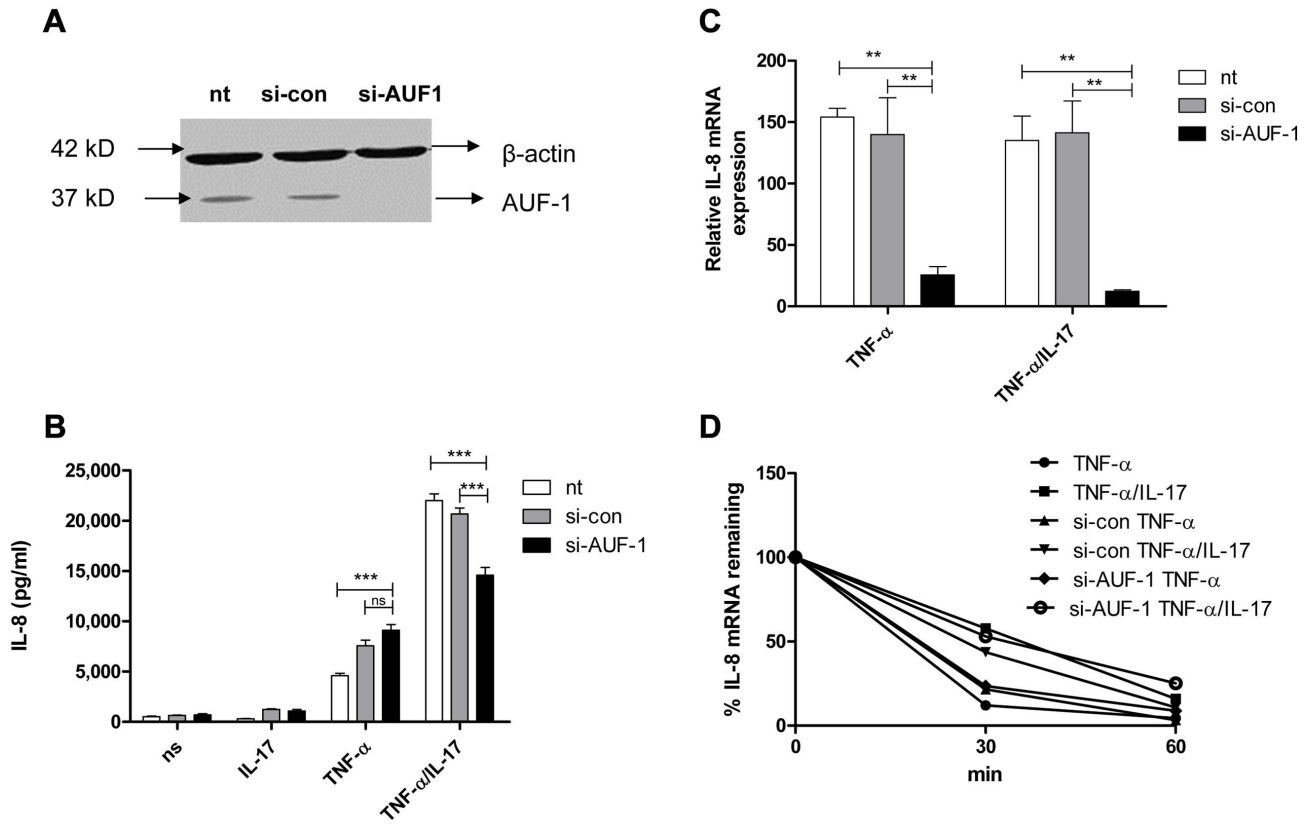 A
nt si-con si-AUF1
42 kD
β-actin
37 kD
AUF-1
B
IL-8 (pg/ml)
25,000
20,000
15,000
10,000
5,000
0
***
ns
***
***
nt
si-con
si-AUF-1
ns
IL-17
TNF-α
TNF-α/IL-17
C
Relative IL-8 mRNA
expression
200
150
100
50
0
**
**
**
**
nt
si-con
si-AUF-1
TNF-α
TNF-α/IL-17
D
% IL-8 mRNA remaining
150
100
50
0
0 30 60
min
TNF-α
TNF-α/IL-17
si-con TNF-α
si-con TNF-α/IL-17
si-AUF-1 TNF-α
si-AUF-1 TNF-α/IL-17